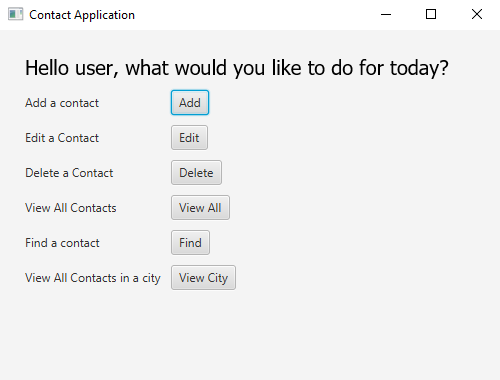 Contact Application
Hello user, what would you like to do for today?
Add a contact Add
Edit a Contact Edit
Delete a Contact Delete
View All Contacts View All
Find a contact Find
View All Contacts in a city View City